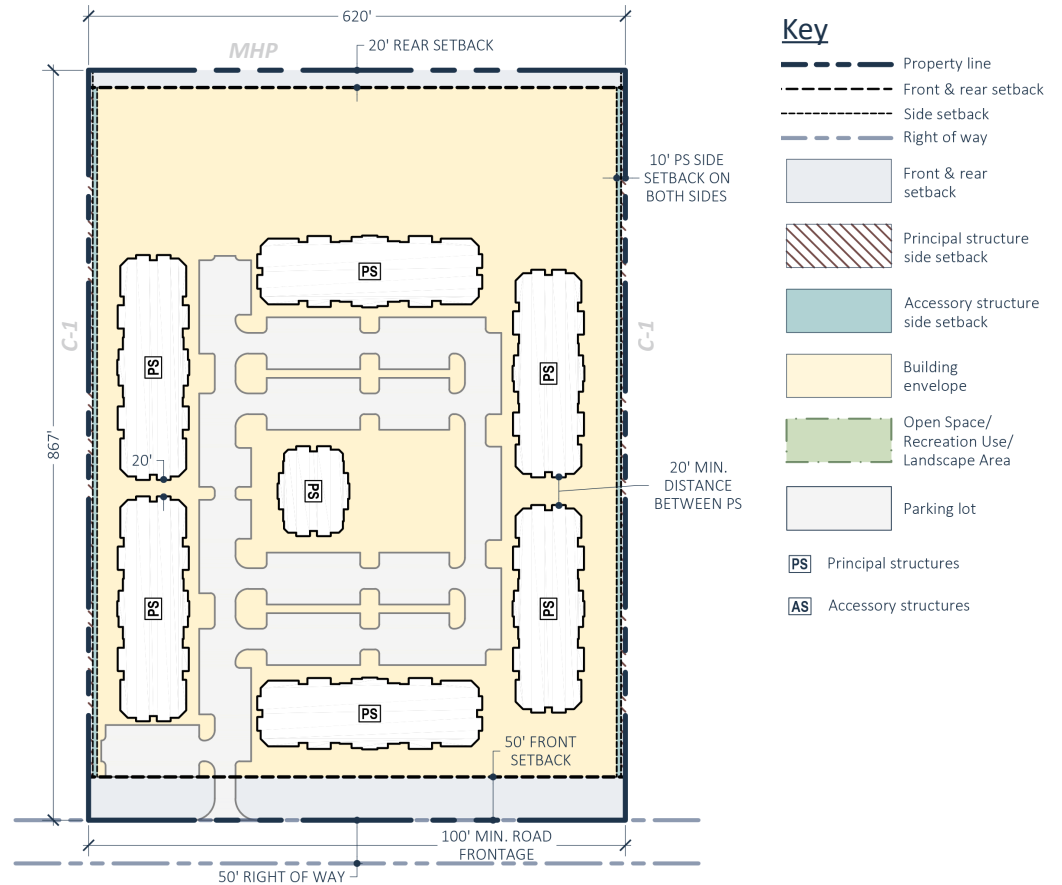 620'
MHP
20' REAR SETBACK
10' PS SIDE
SETBACK ON
BOTH SIDES
PS
C-1
C-1
PS
PS
867'
20'
PS
20' MIN.
DISTANCE
BETWEEN PS
PS
PS
PS
50' FRONT
SETBACK
100' MIN. ROAD
FRONTAGE
50' RIGHT OF WAY
Key
Property line
Front & rear setback
Side setback
Right of way
Front & rear
setback
Principal structure
side setback
Accessory structure
side setback
Building
envelope
Open Space/
Recreation Use/
Landscape Area
Parking lot
PS Principal structures
AS Accessory structures